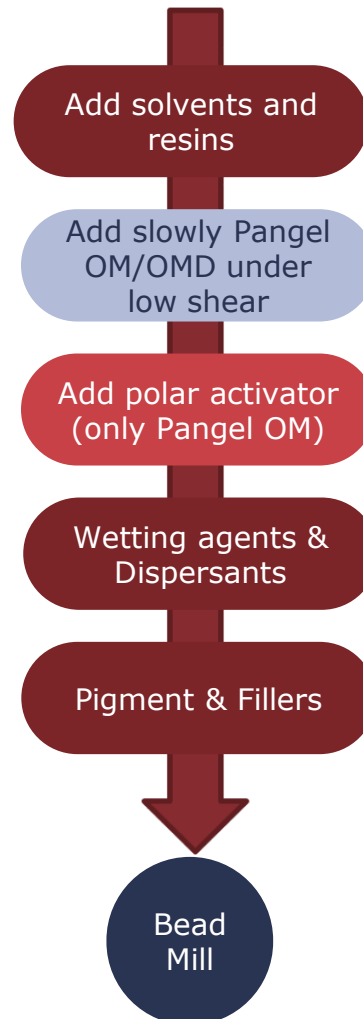 Add solvents and
resins
Add slowly Pangel
OM/OMD under
low shear
Add polar activator
(only Pangel OM)
Wetting agents &
Dispersants
Pigment & Fillers
Bead
Mill